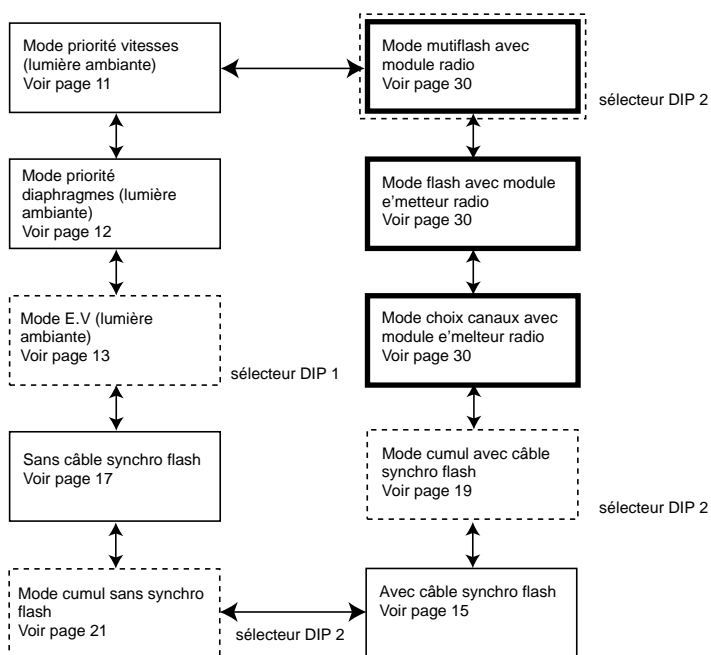 Mode priorité vitesses
(lumière ambiante)
Voir page 11
Mode mutiflash avec
module radio
Voir page 30
sélecteur DIP 2
Mode priorité
diaphragmes (lumière
ambiante)
Voir page 12
Mode flash avec module
e'metteur radio
Voir page 30
Mode E.V (lumière
ambiante)
Voir page 13
sélecteur DIP 1
Mode choix canaux avec
module e'melteur radio
Voir page 30
Sans câble synchro flash
Voir page 17
Mode cumul avec câble
synchro flash
Voir page 19
sélecteur DIP 2
Mode cumul sans synchro
flash
Voir page 21
sélecteur DIP 2
Avec câble synchro flash
Voir page 15